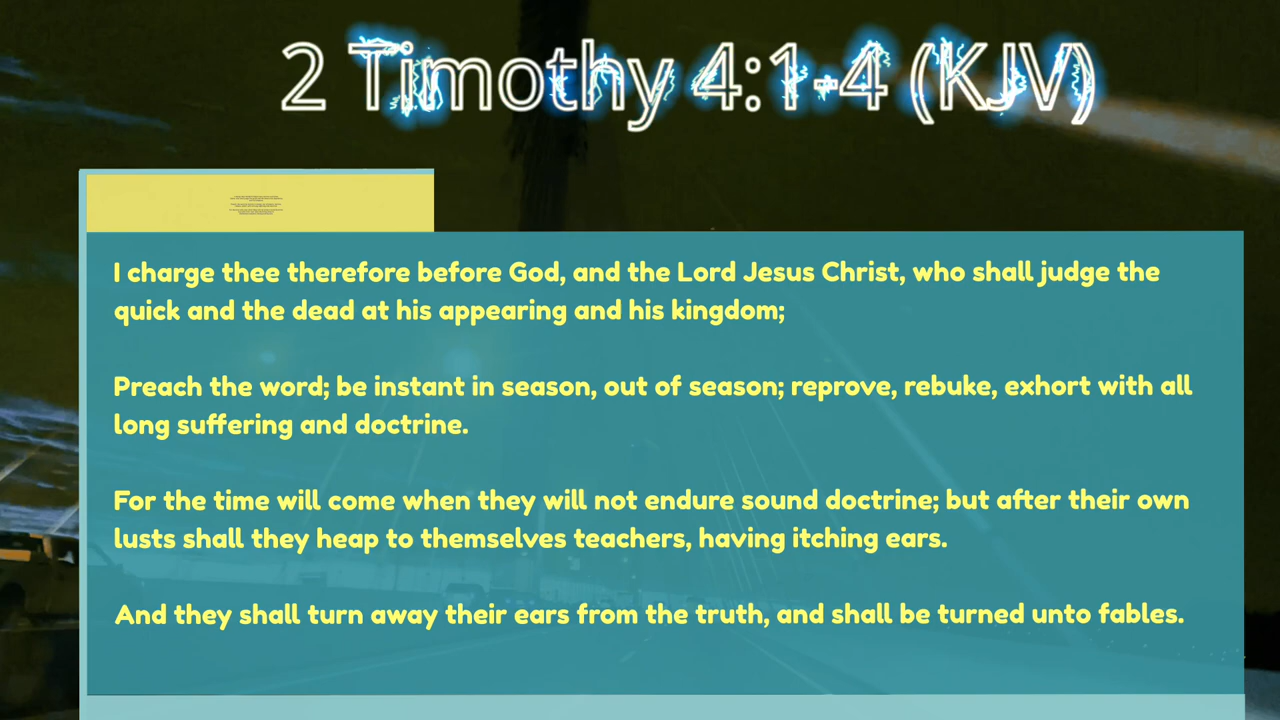 2 Timothy 4:1-4 (KJV)
I charge thee therefore before God, and the Lord Jesus Christ, who shall judge the
quick and the dead at his appearing and his kingdom;
Preach the word; be instant in season, out of season; reprove, rebuke, exhort with all
long suffering and doctrine.
For the time will come when they will not endure sound doctrine; but after their own
lusts shall they heap to themselves teachers, having itching ears.
And they shall turn away their ears from the truth, and shall be turned unto fables.